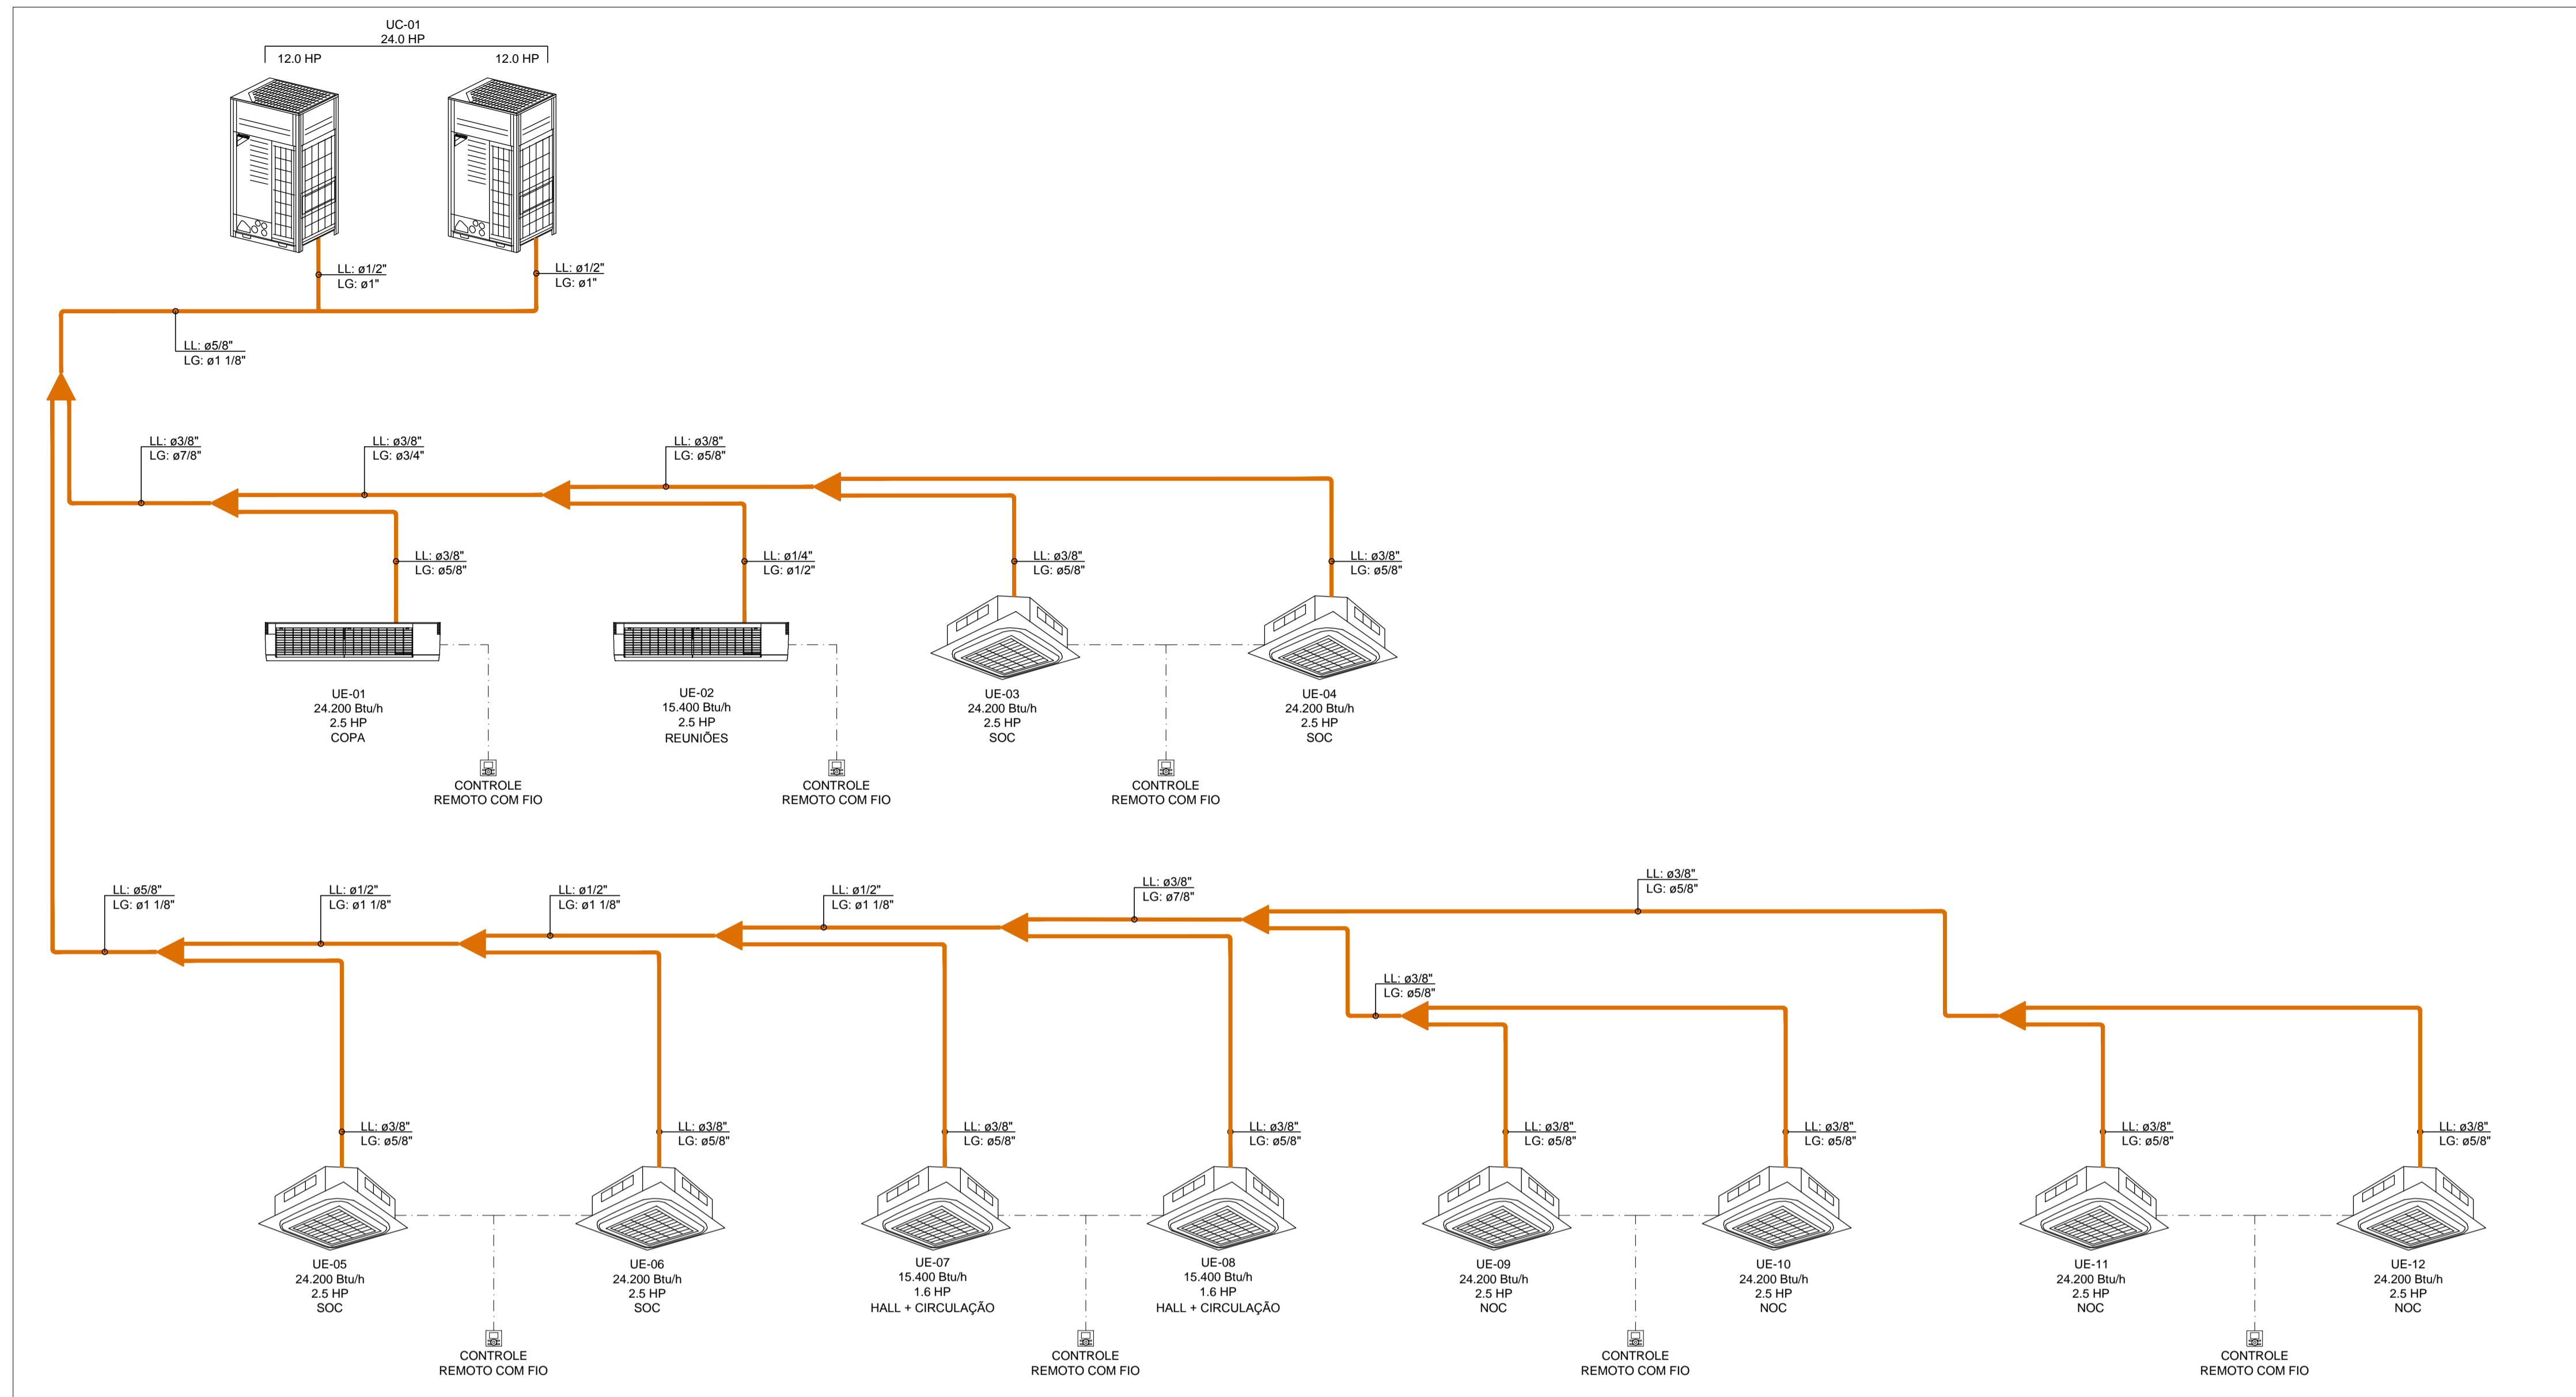 UC-01
24.0 HP
12.0 HP
12.0 HP
LL: ø1/2"
LG: ø1"
LL: ø1/2"
LG: ø1"
LL: ø5/8"
LG: ø1 1/8"
LL: ø3/8"
LG: ø7/8"
LL: ø3/8"
LG: ø3/4"
LL: ø3/8"
LG: ø5/8"
LL: ø3/8"
LG: ø5/8"
LL: ø1/4"
LG: ø1/2"
LL: ø3/8"
LG: ø5/8"
LL: ø3/8"
LG: ø5/8"
UE-01
24.200 Btu/h
2.5 HP
COPA
UE-02
15.400 Btu/h
2.5 HP
REUNIÕES
UE-03
24.200 Btu/h
2.5 HP
SOC
UE-04
24.200 Btu/h
2.5 HP
SOC
CONTROLE
REMOTO COM FIO
CONTROLE
REMOTO COM FIO
CONTROLE
REMOTO COM FIO
LL: ø5/8"
LG: ø1 1/8"
LL: ø1/2"
LG: ø1 1/8"
LL: ø1/2"
LG: ø1 1/8"
LL: ø1/2"
LG: ø1 1/8"
LL: ø3/8"
LG: ø7/8"
LL: ø3/8"
LG: ø5/8"
LL: ø3/8"
LG: ø5/8"
LL: ø3/8"
LG: ø5/8"
LL: ø3/8"
LG: ø5/8"
LL: ø3/8"
LG: ø5/8"
LL: ø3/8"
LG: ø5/8"
LL: ø3/8"
LG: ø5/8"
LL: ø3/8"
LG: ø5/8"
LL: ø3/8"
LG: ø5/8"
LL: ø3/8"
LG: ø5/8"
UE-05
24.200 Btu/h
2.5 HP
SOC
UE-06
24.200 Btu/h
2.5 HP
SOC
UE-07
15.400 Btu/h
1.6 HP
HALL + CIRCULAÇÃO
UE-08
15.400 Btu/h
1.6 HP
HALL + CIRCULAÇÃO
UE-09
24.200 Btu/h
2.5 HP
NOC
UE-10
24.200 Btu/h
2.5 HP
NOC
UE-11
24.200 Btu/h
2.5 HP
NOC
UE-12
24.200 Btu/h
2.5 HP
NOC
CONTROLE
REMOTO COM FIO
CONTROLE
REMOTO COM FIO
CONTROLE
REMOTO COM FIO
CONTROLE
REMOTO COM FIO